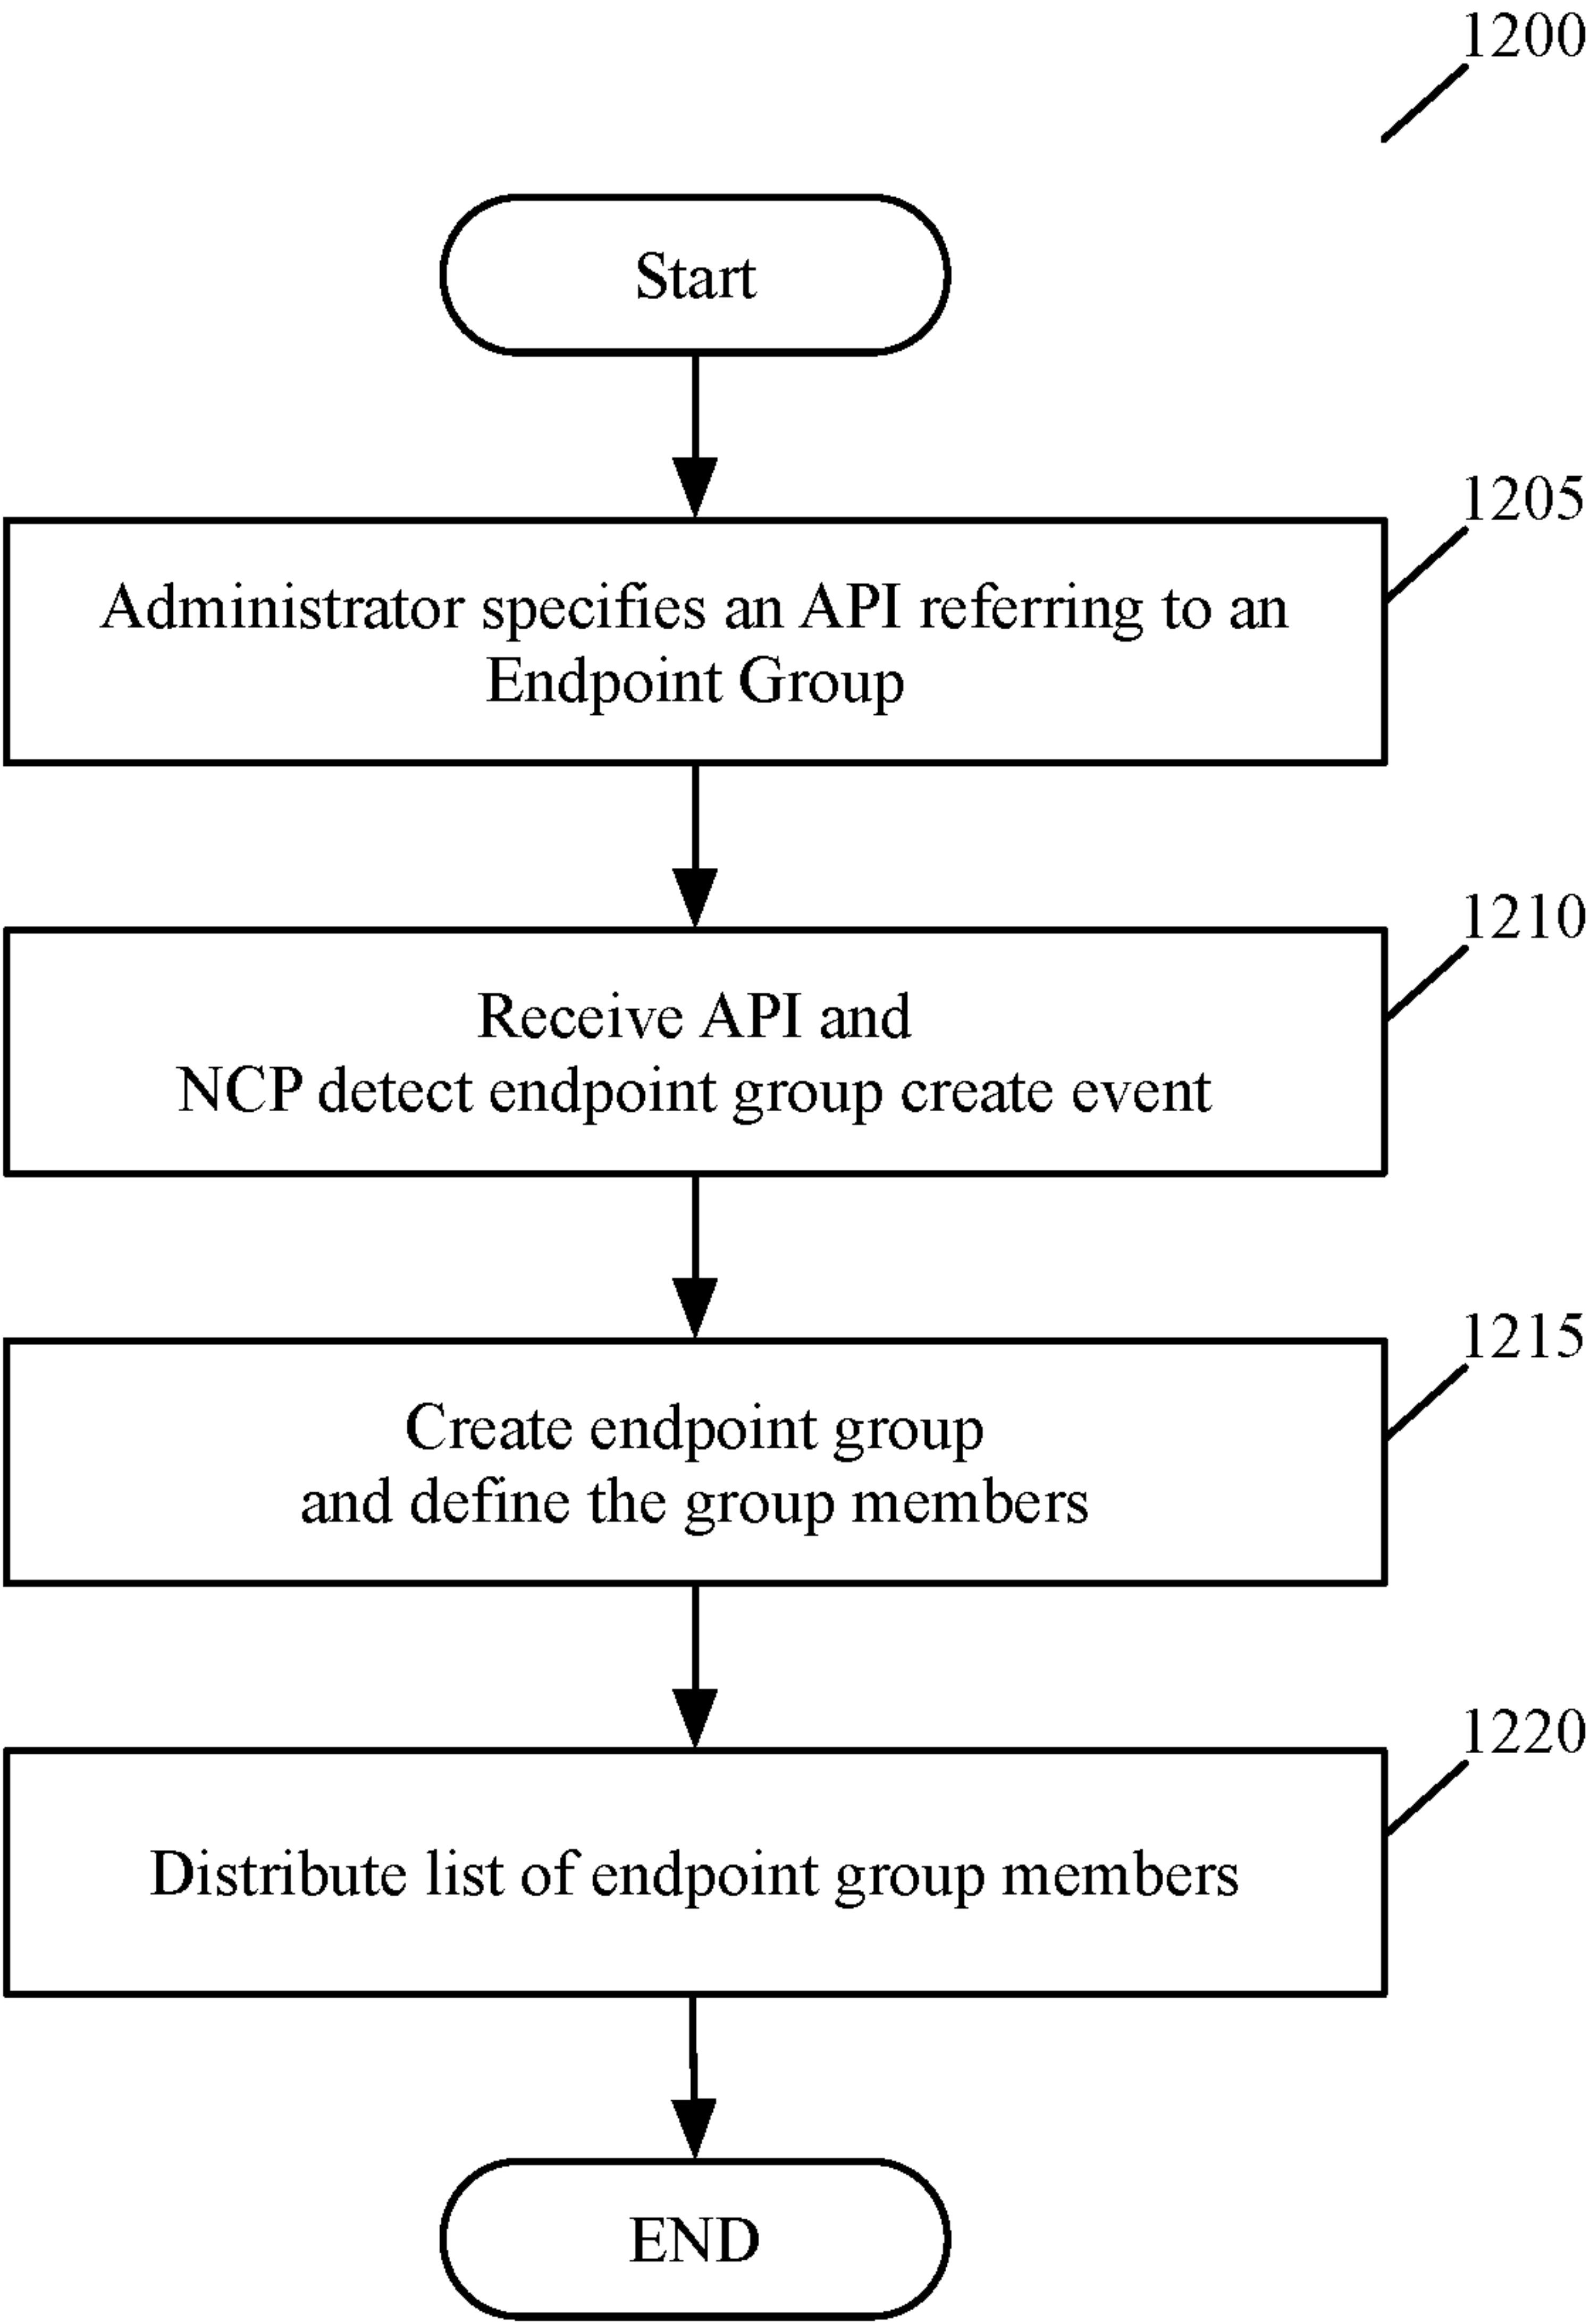 1200
Start
1205
Administrator specifies an API referring to an
Endpoint Group
1210
Receive API and
NCP detect endpoint group create event
1215
Create endpoint group
and define the group members
1220
Distribute list of endpoint group members
END